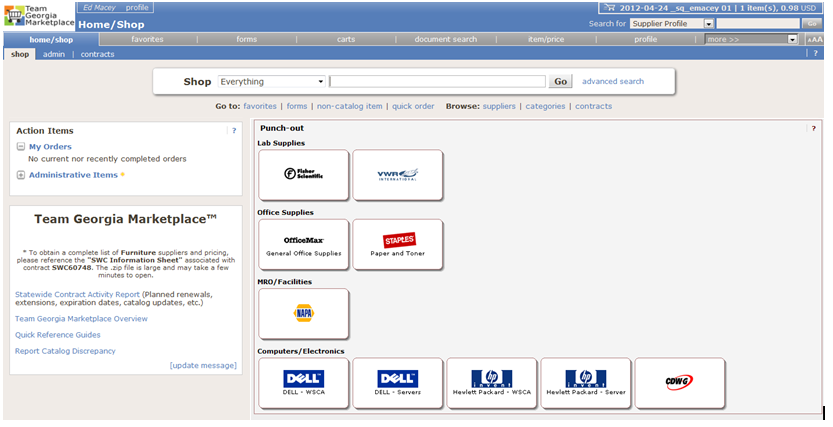 Team
Georgia
Marketplace
Ed Macey profile
2012-04-24 _sq_emacey 01 | 1 item(s), 0.98 USD
Home/Shop
Search for Supplier Profile Go
home/shop favorites forms carts document search item/price profile more >> AAA
shop admin | contracts ?
Shop Everything Go advanced search
Go to: favorites | forms | non-catalog item | quick order Browse: suppliers | categories | contracts
Action Items ?
My Orders
No current nor recently completed orders
Administrative Items
Team Georgia Marketplace™
* To obtain a complete list of Furniture suppliers and pricing,
please reference the "SWC Information Sheet" associated with
contract SWC60748. The .zip file is large and may take a few
minutes to open.
Statewide Contract Activity Report (Planned renewals,
extensions, expiration dates, catalog updates, etc.)
Team Georgia Marketplace Overview
Quick Reference Guides
Report Catalog Discrepancy
[update message]
Punch-out ?
Lab Supplies
Fisher
Scientific
VWR
INTERNATIONAL
Office Supplies
OfficeMax
General Office Supplies
STAPLES
Paper and Toner
MRO/Facilities
NAPA
Computers/Electronics
DELL
DELL - WSCA
DELL
DELL - Servers
hp
invent
Hewlett Packard - WSCA
hp
invent
Hewlett Packard - Server
CDWG